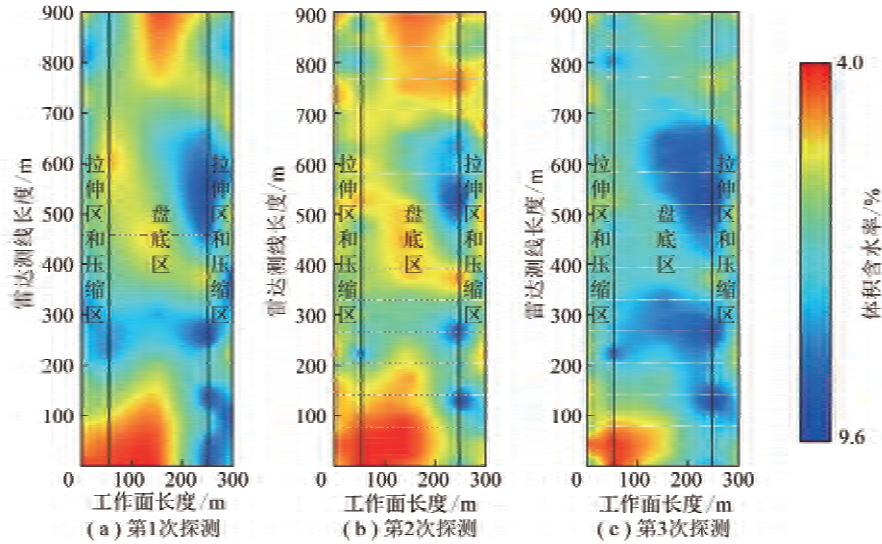 900
800
700
600
500
400
300
200
100
雷达测线长度/m
拉伸区和压缩区
盘底区
拉伸区和压缩区
0
100
200
300
工作面长度/m
(a)第1次探测
900
800
700
600
500
400
300
200
100
雷达测线长度/m
拉伸区和压缩区
盘底区
拉伸区和压缩区
0
100
200
300
工作面长度/m
(b)第2次探测
900
800
700
600
500
400
300
200
100
雷达测线长度/m
拉伸区和压缩区
盘底区
拉伸区和压缩区
0
100
200
300
工作面长度/m
(c)第3次探测
4.0
体积含水率/%
9.6